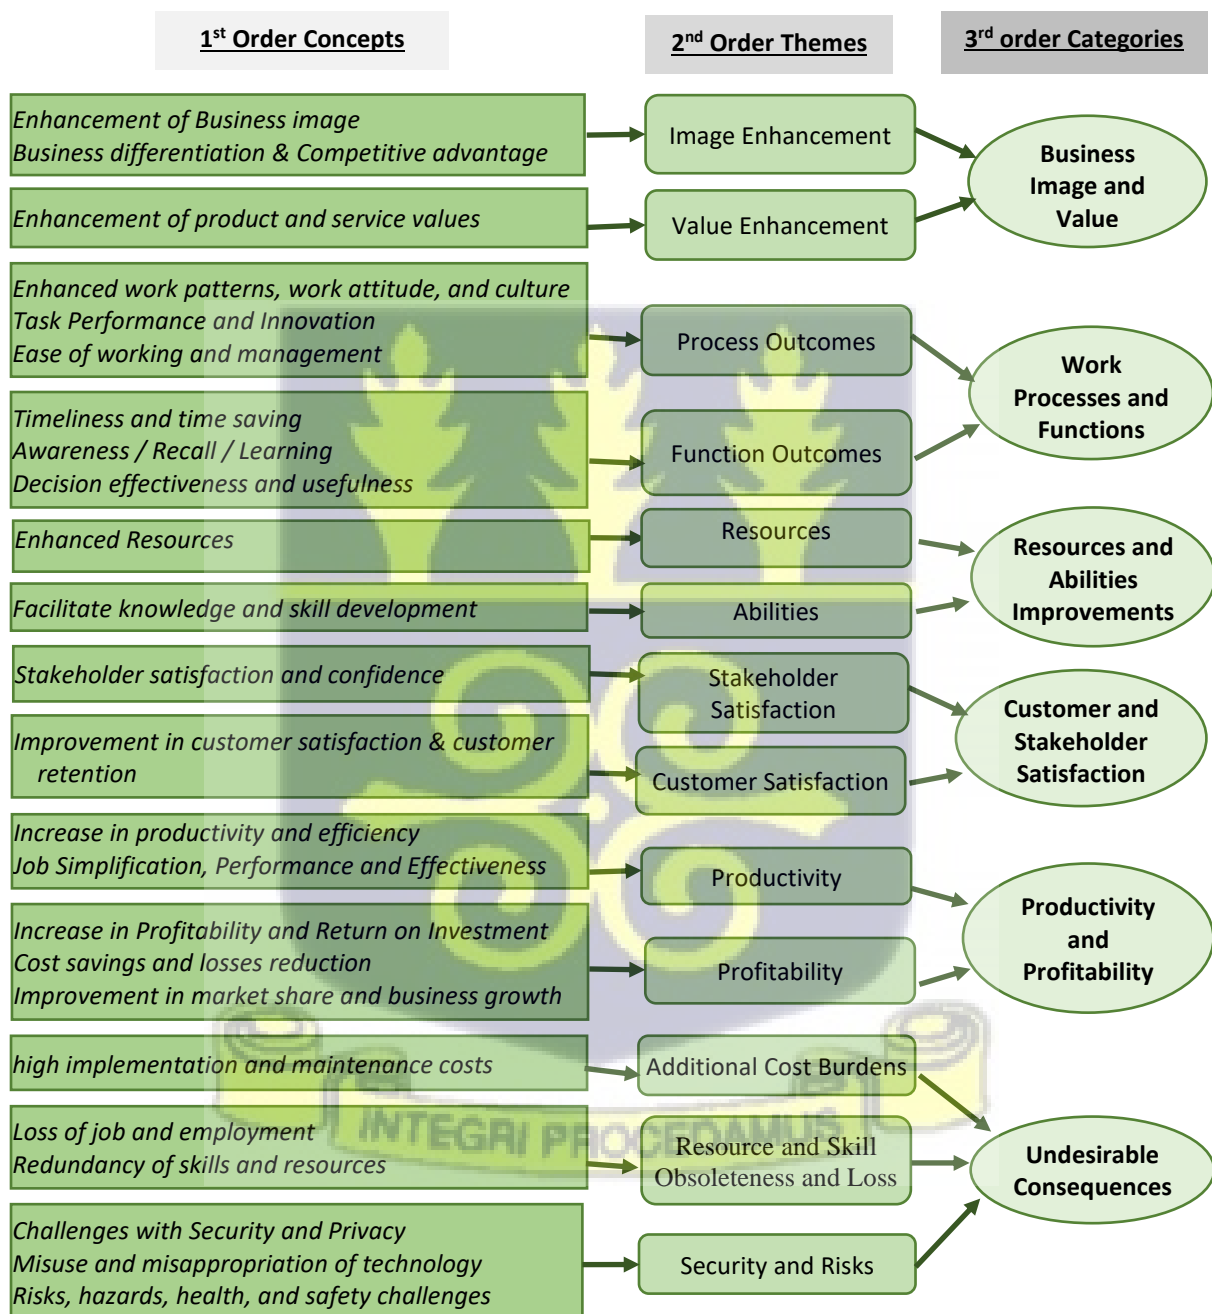 1st Order Concepts
2nd Order Themes
3rd order Categories
Enhancement of Business image
Business differentiation & Competitive advantage
Image Enhancement
Business
Image and
Value
Enhancement of product and service values
Value Enhancement
Enhanced work patterns, work attitude, and culture
Task Performance and Innovation
Ease of working and management
Process Outcomes
Work
Processes and
Functions
Timeliness and time saving
Awareness / Recall / Learning
Decision effectiveness and usefulness
Function Outcomes
Enhanced Resources
Resources
Resources and
Abilities
Improvements
Facilitate knowledge and skill development
Abilities
Stakeholder satisfaction and confidence
Stakeholder
Satisfaction
Customer and
Stakeholder
Satisfaction
Improvement in customer satisfaction & customer
retention
Customer Satisfaction
Increase in productivity and efficiency
Job Simplification, Performance and Effectiveness
Productivity
Productivity
and
Profitability
Increase in Profitability and Return on Investment
Cost savings and losses reduction
Improvement in market share and business growth
Profitability
high implementation and maintenance costs
Additional Cost Burdens
Loss of job and employment
Redundancy of skills and resources
Resource and Skill
Obsoleteness and Loss
Undesirable
Consequences
Challenges with Security and Privacy
Misuse and misappropriation of technology
Risks, hazards, health, and safety challenges
Security and Risks
INTEGRI PROCEDAMUS